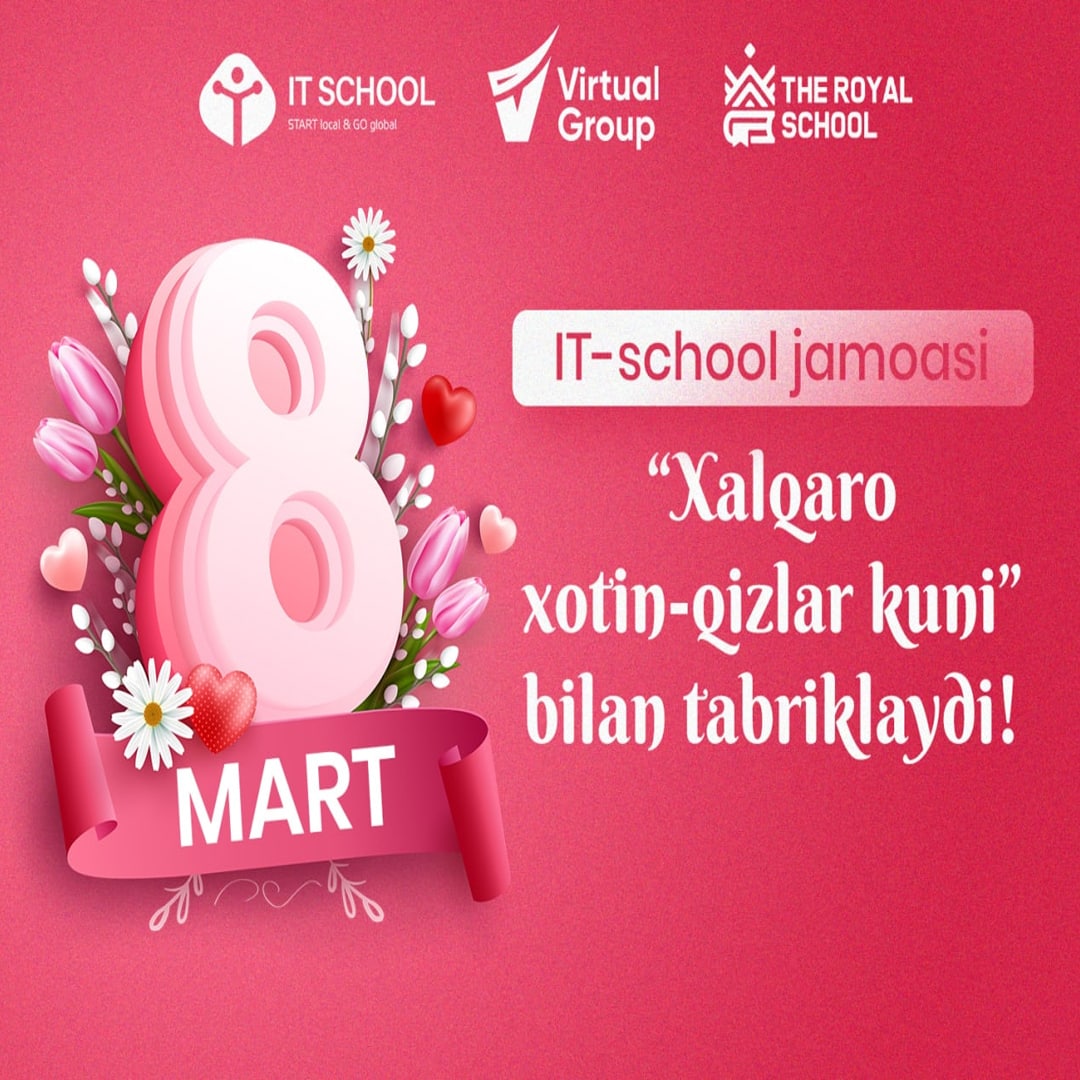 IT SCHOOL
START local & GO global
Virtual
Group
THE ROYAL
SCHOOL
8
MART
IT-school jamoasi
“Xalqaro
xotin-qizlar kuni”
bilan tabriklaydi!